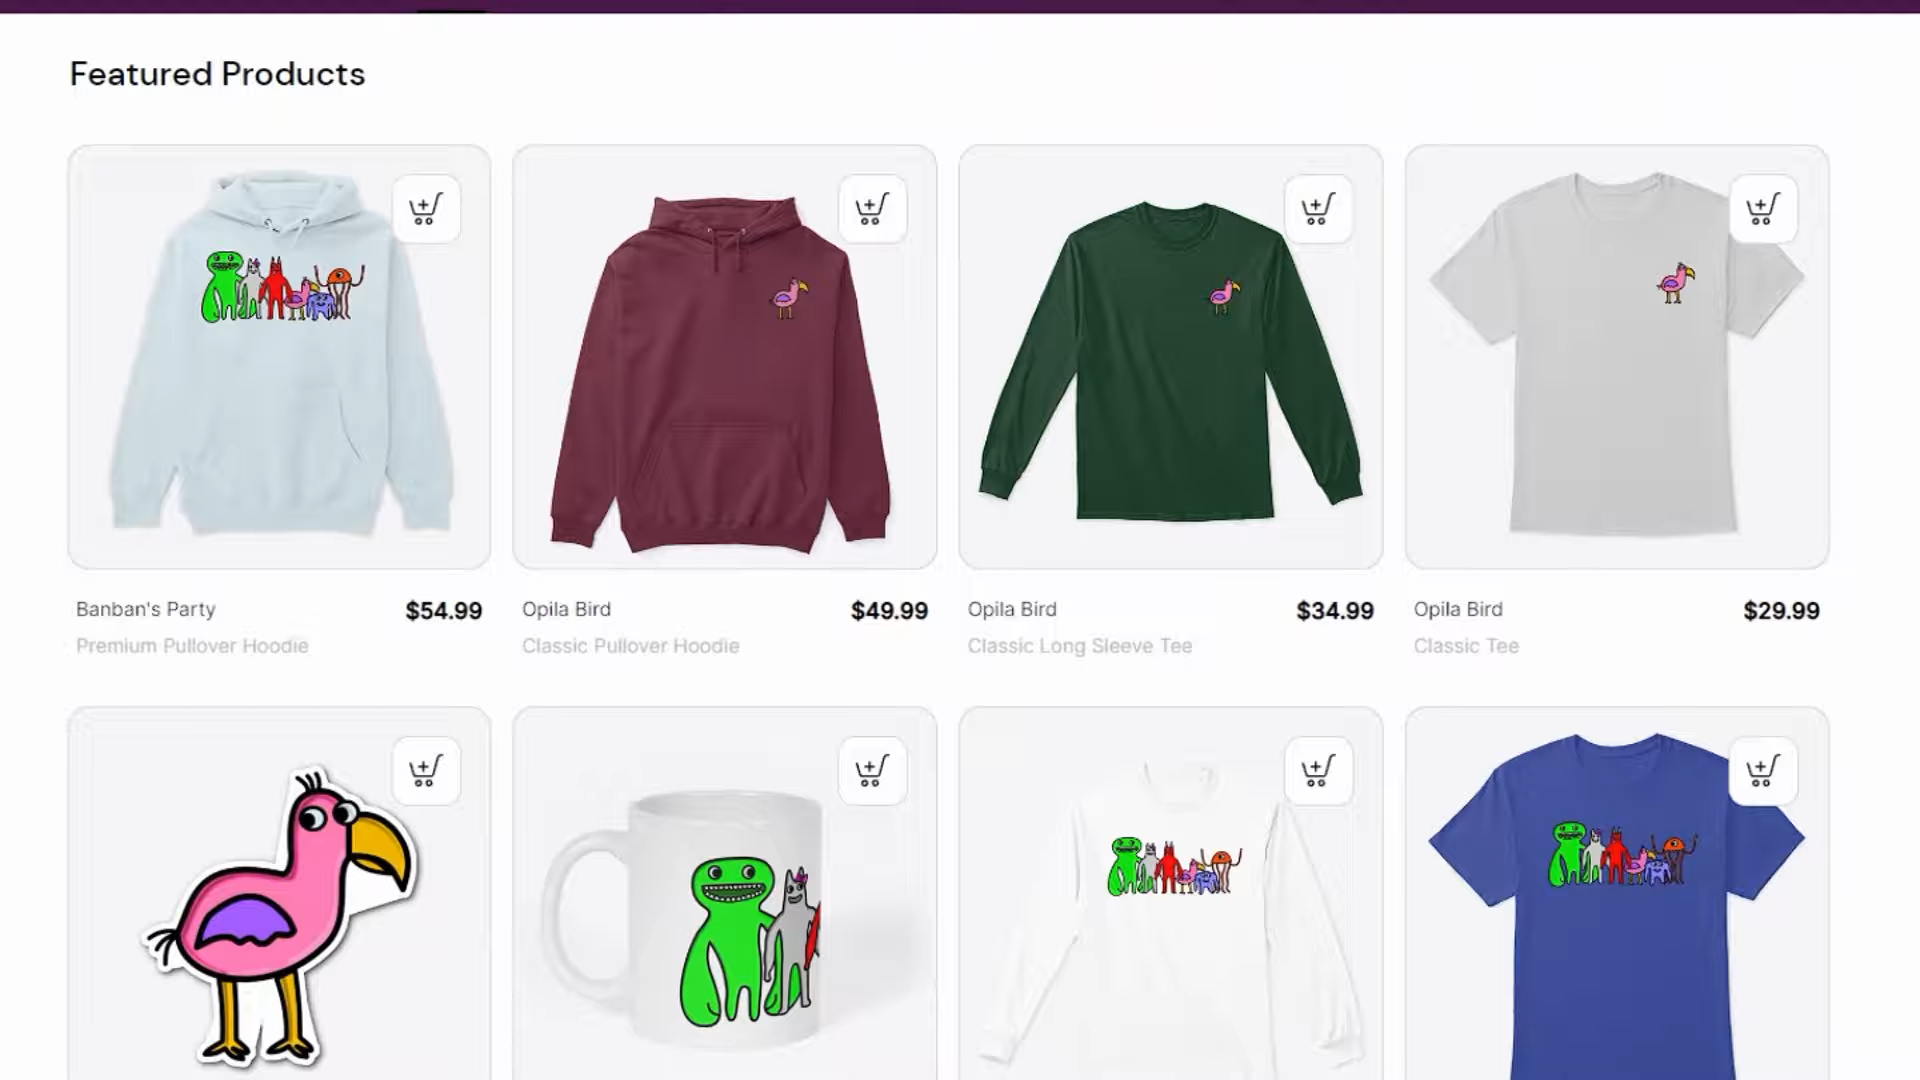 Featured Products
Banban's Party $54.99
Premium Pullover Hoodie
Opila Bird $49.99
Classic Pullover Hoodie
Opila Bird $34.99
Classic Long Sleeve Tee
Opila Bird $29.99
Classic Tee